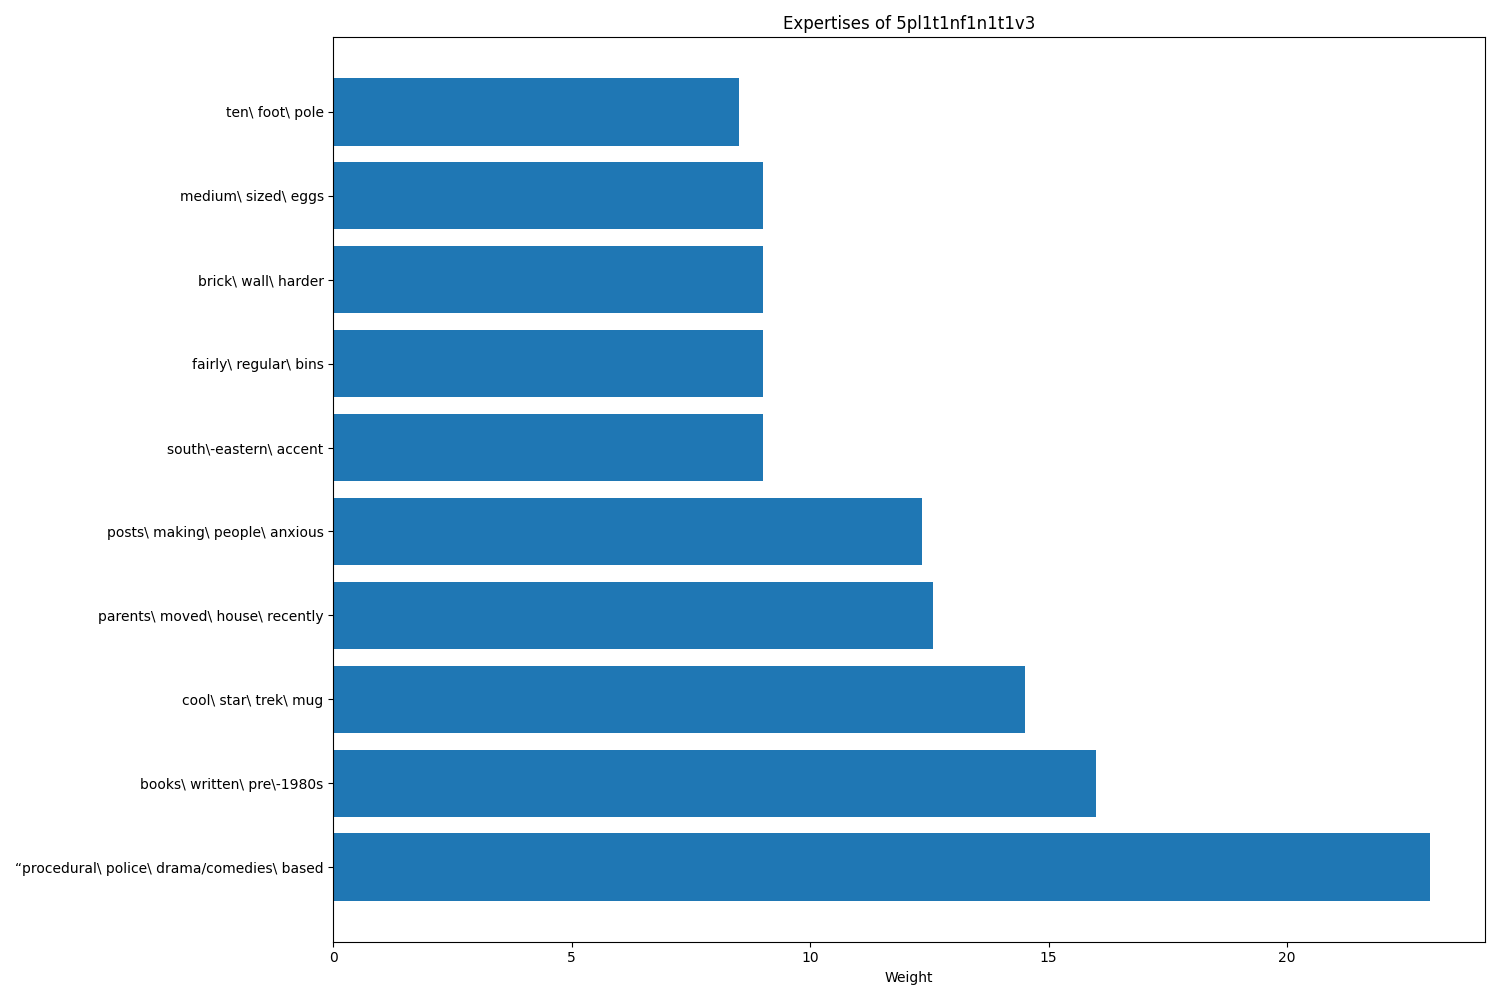 Expertises of 5pl1t1nf1n1t1v3
ten\ foot\ pole
medium\ sized\ eggs
brick\ wall\ harder
fairly\ regular\ bins
south\-eastern\ accent
posts\ making\ people\ anxious
parents\ moved\ house\ recently
cool\ star\ trek\ mug
books\ written\ pre\-1980s
“procedural\ police\ drama/comedies\ based
0 5 10 15 20
Weight